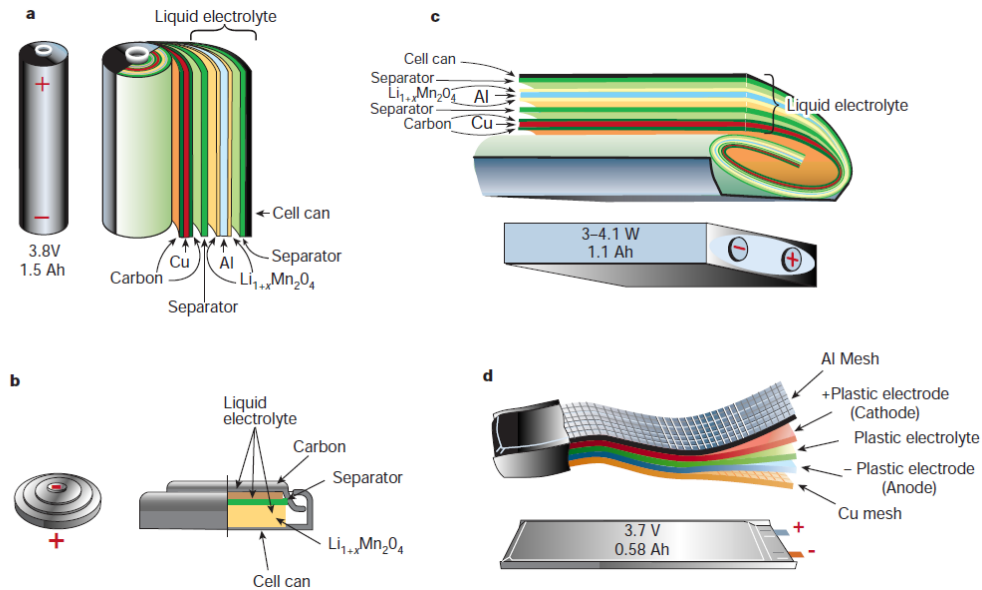 a
Liquid electrolyte
+
−
3.8V
1.5 Ah
Cell can
Separator
Cu
Al
Carbon
Li1+xMn2O4
Separator
b
Liquid
electrolyte
Carbon
Separator
Li1+xMn2O4
Cell can
−
+
c
Cell can
Separator
Li1+xMn2O4
Al
Separator
Carbon
Cu
Liquid electrolyte
3–4.1 W
1.1 Ah
−
+
d
Al Mesh
+Plastic electrode
(Cathode)
Plastic electrolyte
− Plastic electrode
(Anode)
Cu mesh
3.7 V
0.58 Ah
+
-